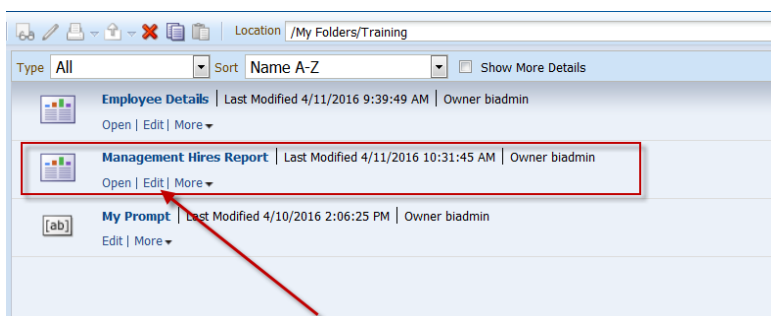 Location /My Folders/Training
Type All Sort Name A-Z Show More Details
Employee Details | Last Modified 4/11/2016 9:39:49 AM | Owner biadmin
Open | Edit | More
Management Hires Report | Last Modified 4/11/2016 10:31:45 AM | Owner biadmin
Open | Edit | More
[ab] My Prompt | Last Modified 4/10/2016 2:06:25 PM | Owner biadmin
Edit | More